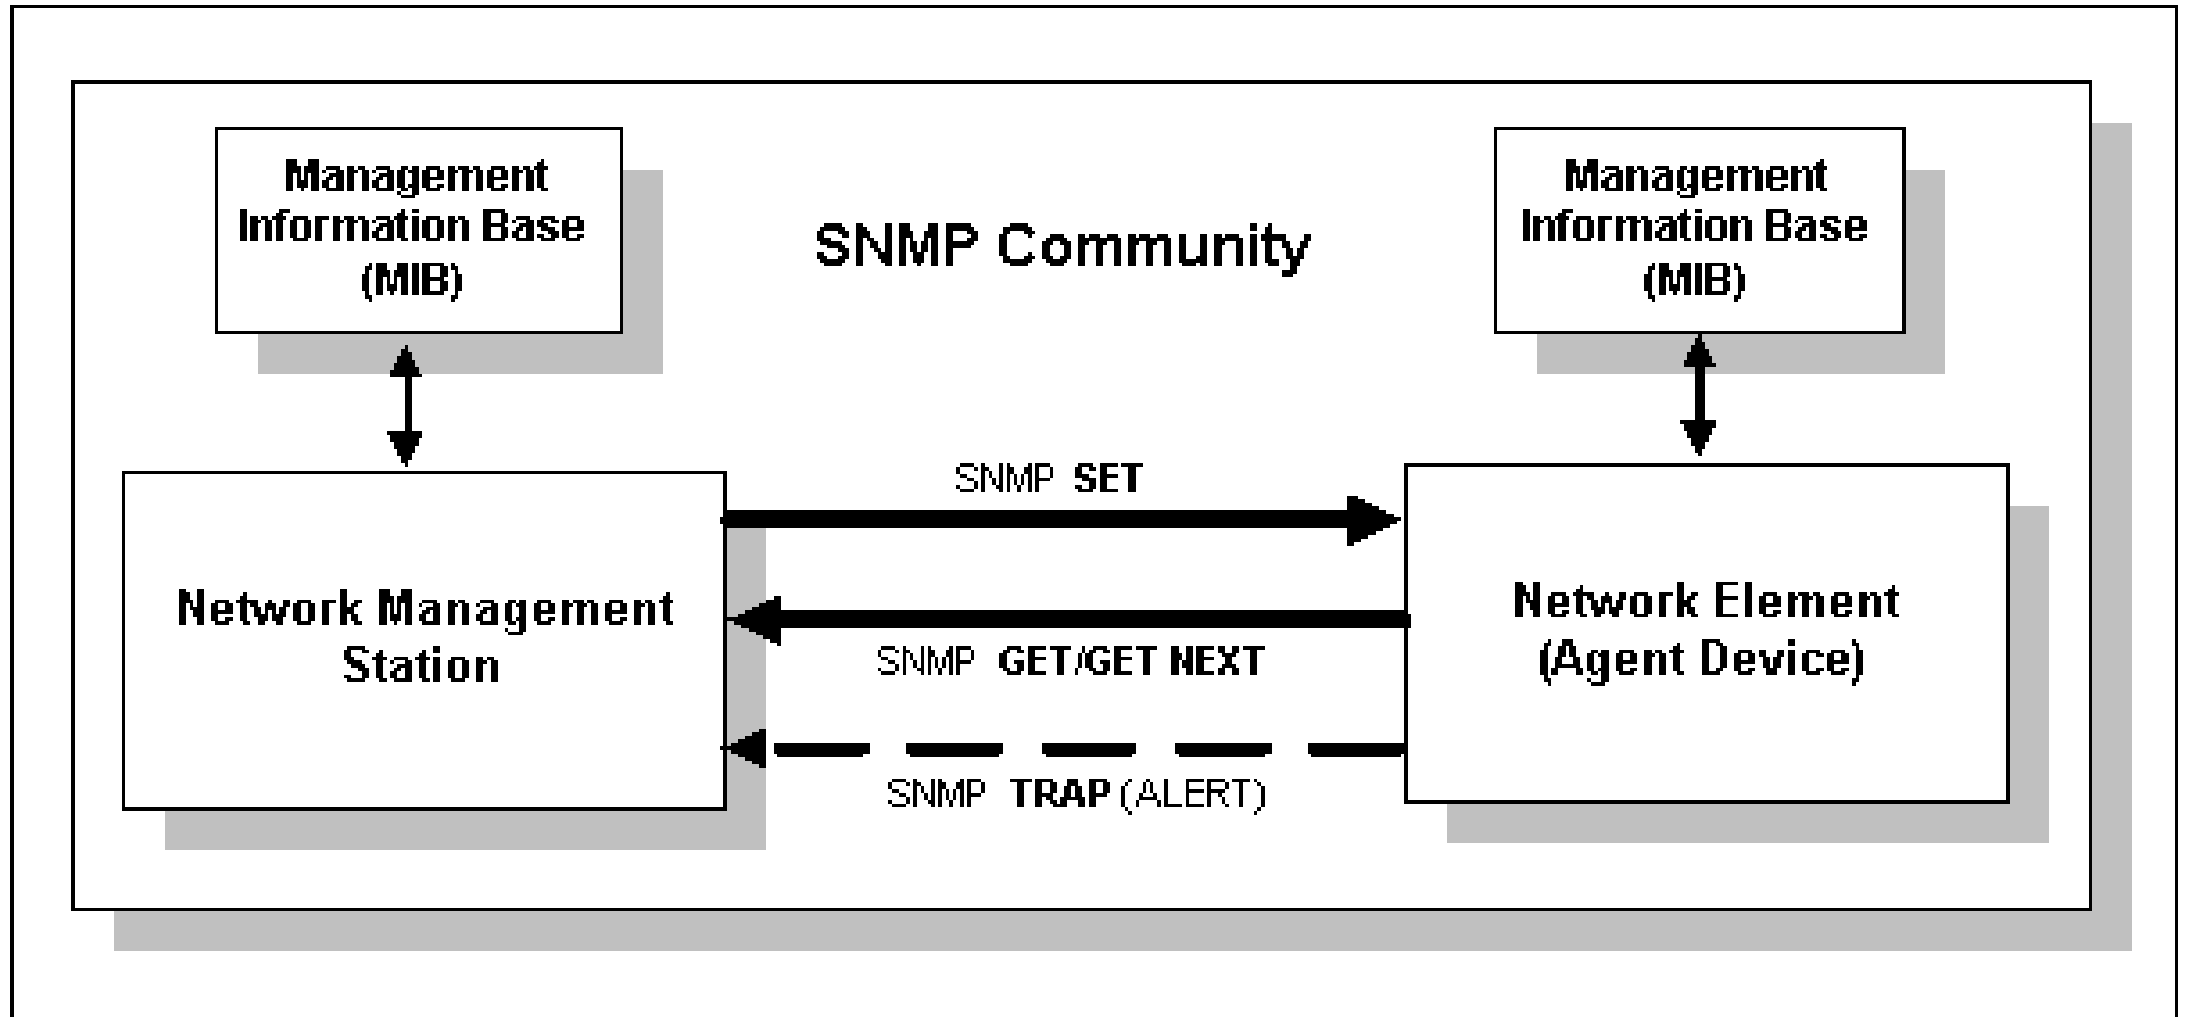 Management
Information Base
(MIB)
SNMP Community
Management
Information Base
(MIB)
SNMP SET
Network Management
Station
SNMP GET/GET NEXT
Network Element
(Agent Device)
SNMP TRAP (ALERT)